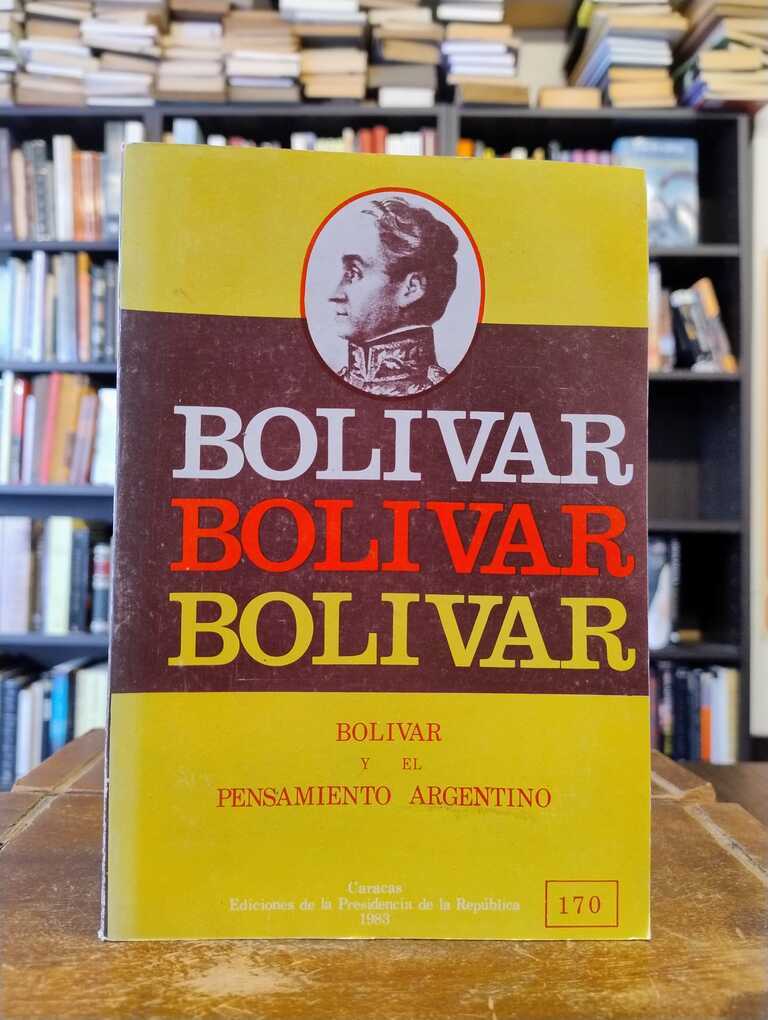 BOLIVAR
BOLIVAR
BOLIVAR
BOLIVAR
Y EL
PENSAMIENTO ARGENTINO
Caracas
Ediciones de la Presidencia de la República
1983
170